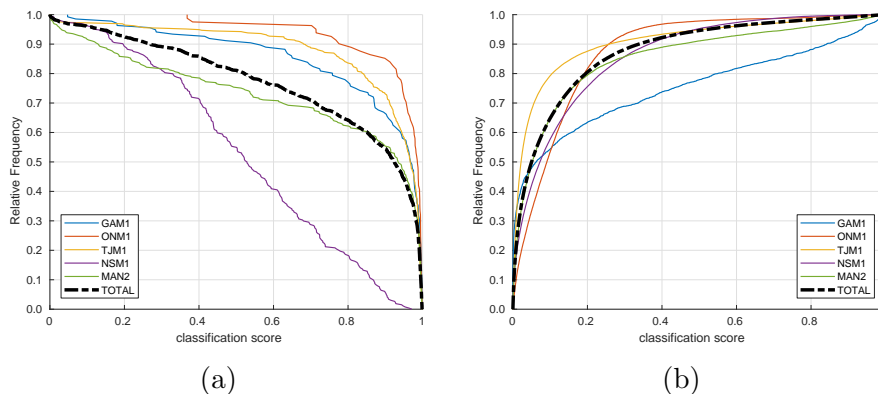 1.0
0.9
0.8
0.7
0.6
0.5
0.4
0.3
0.2
0.1
0.0
Relative Frequency
GAM1
ONM1
TJM1
NSM1
MAN2
TOTAL
0 0.2 0.4 0.6 0.8 1
classification score
(a)
1.0
0.9
0.8
0.7
0.6
0.5
0.4
0.3
0.2
0.1
0.0
Relative Frequency
GAM1
ONM1
TJM1
NSM1
MAN2
TOTAL
0 0.2 0.4 0.6 0.8
classification score
(b)